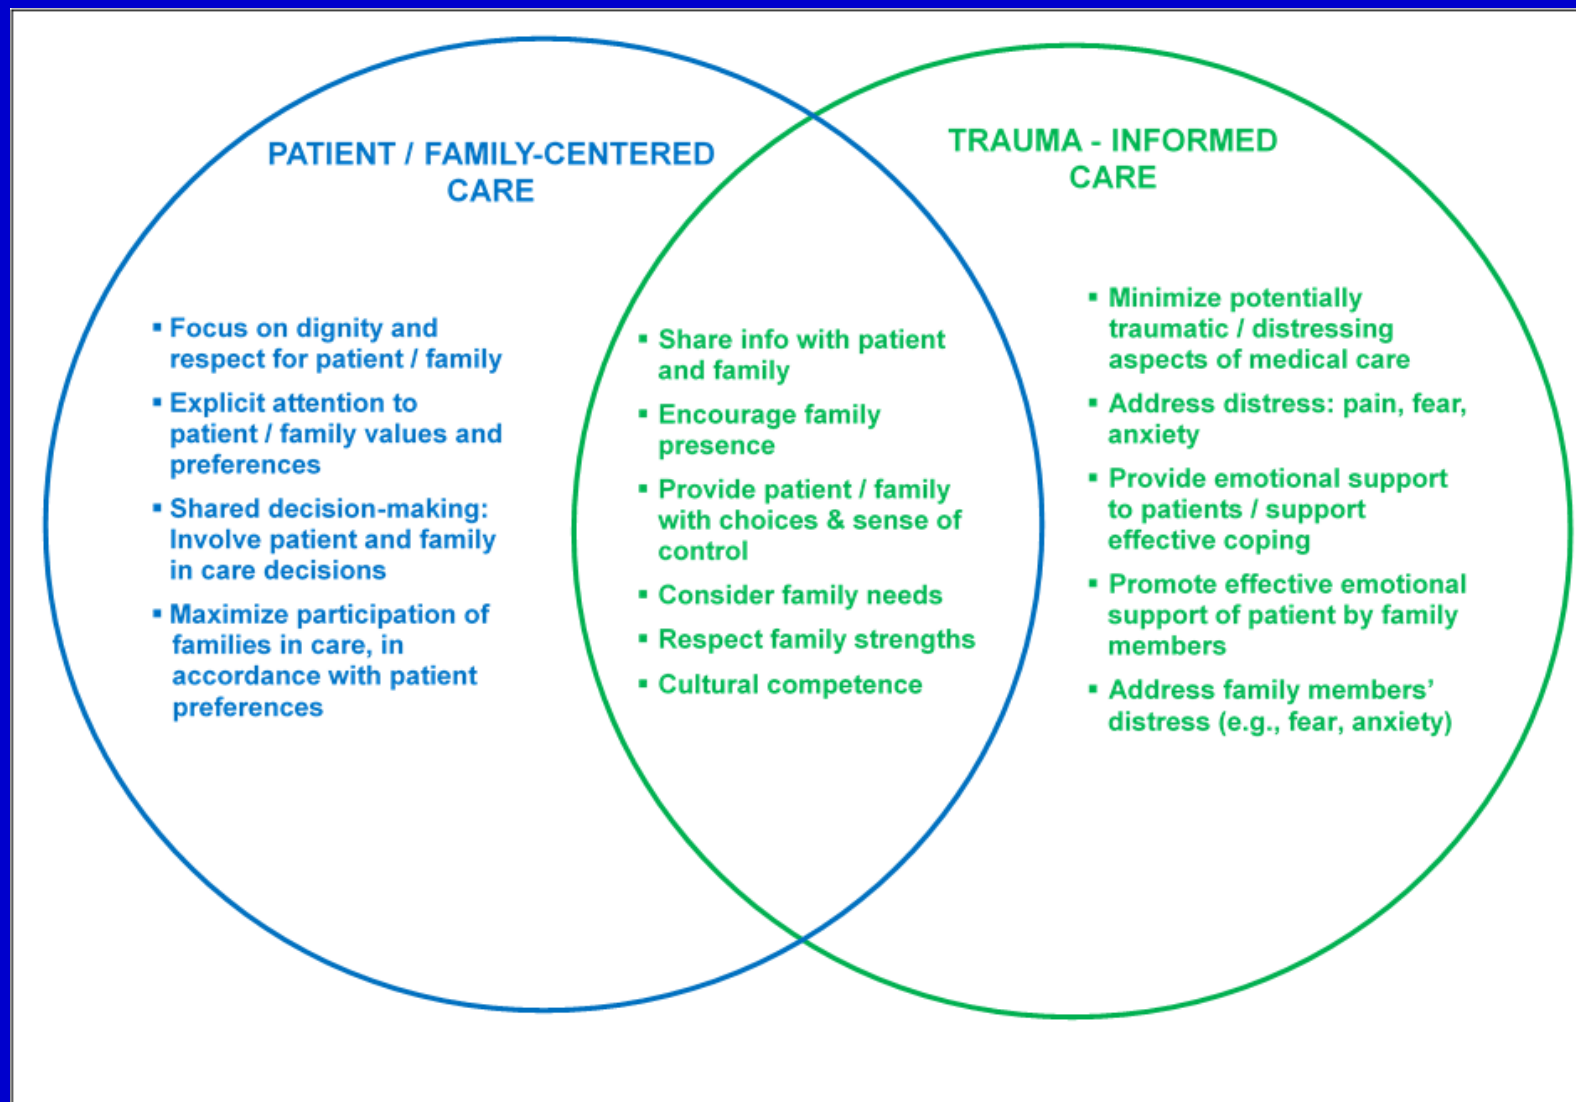 PATIENT / FAMILY-CENTERED
CARE
▪ Focus on dignity and
respect for patient / family
▪ Explicit attention to
patient / family values and
preferences
▪ Shared decision-making:
Involve patient and family
in care decisions
▪ Maximize participation of
families in care, in
accordance with patient
preferences
▪ Share info with patient
and family
▪ Encourage family
presence
▪ Provide patient / family
with choices & sense of
control
▪ Consider family needs
▪ Respect family strengths
▪ Cultural competence
TRAUMA - INFORMED
CARE
▪ Minimize potentially
traumatic / distressing
aspects of medical care
▪ Address distress: pain, fear,
anxiety
▪ Provide emotional support
to patients / support
effective coping
▪ Promote effective emotional
support of patient by family
members
▪ Address family members’
distress (e.g., fear, anxiety)